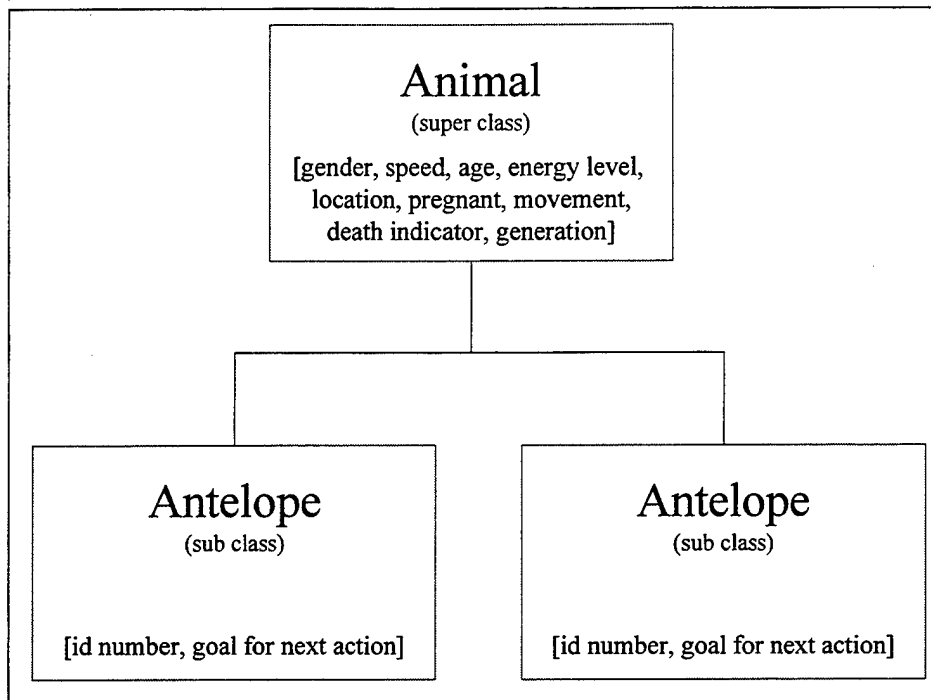 Animal
(super class)
[gender, speed, age, energy level,
location, pregnant, movement,
death indicator, generation]
Antelope
(sub class)
[id number, goal for next action]
Antelope
(sub class)
[id number, goal for next action]